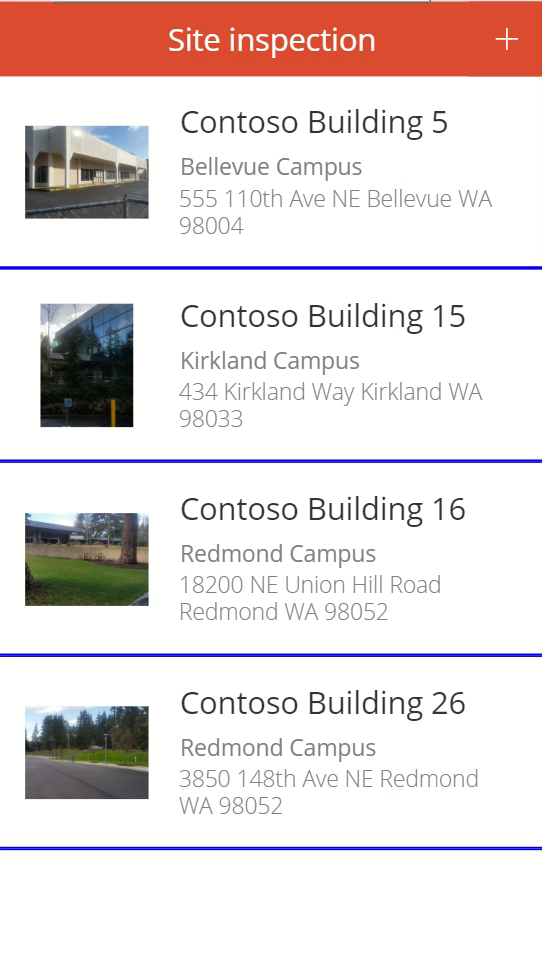 Site inspection
Contoso Building 5
Bellevue Campus
555 110th Ave NE Bellevue WA
98004
Contoso Building 15
Kirkland Campus
434 Kirkland Way Kirkland WA
98033
Contoso Building 16
Redmond Campus
18200 NE Union Hill Road
Redmond WA 98052
Contoso Building 26
Redmond Campus
3850 148th Ave NE Redmond
WA 98052